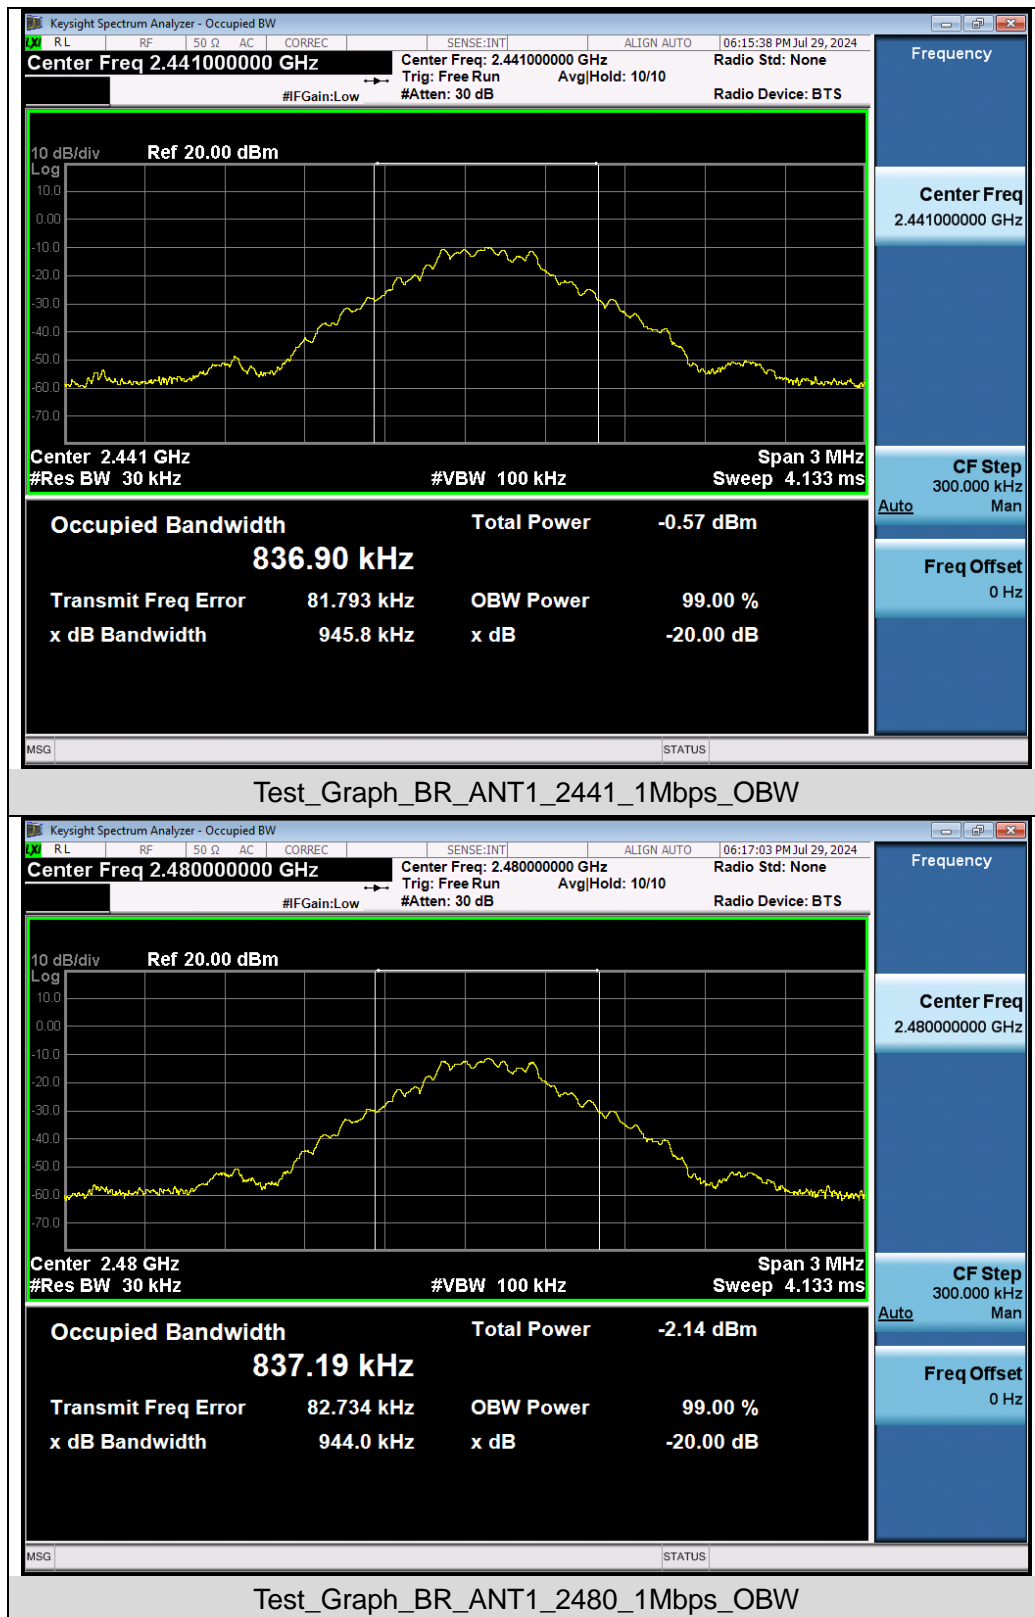 Keysight Spectrum Analyzer - Occupied BW
LXI RL RF 50 Ω AC CORREC SENSE:INT ALIGN AUTO 06:15:38 PM Jul 29, 2024
Center Freq 2.441000000 GHz Center Freq: 2.441000000 GHz Radio Std: None
Trig: Free Run Avg|Hold: 10/10
#IFGain:Low #Atten: 30 dB Radio Device: BTS
Frequency
10 dB/div Ref 20.00 dBm
Log
10.0
0.00
-10.0
-20.0
-30.0
-40.0
-50.0
-60.0
-70.0
Center Freq
2.441000000 GHz
Center 2.441 GHz Span 3 MHz
#Res BW 30 kHz #VBW 100 kHz Sweep 4.133 ms
CF Step
300.000 kHz
Auto Man
Occupied Bandwidth Total Power -0.57 dBm
836.90 kHz
Transmit Freq Error 81.793 kHz OBW Power 99.00 %
x dB Bandwidth 945.8 kHz x dB -20.00 dB
Freq Offset
0 Hz
MSG STATUS
Test_Graph_BR_ANT1_2441_1Mbps_OBW
Keysight Spectrum Analyzer - Occupied BW
LXI RL RF 50 Ω AC CORREC SENSE:INT ALIGN AUTO 06:17:03 PM Jul 29, 2024
Center Freq 2.480000000 GHz Center Freq: 2.480000000 GHz Radio Std: None
Trig: Free Run Avg|Hold: 10/10
#IFGain:Low #Atten: 30 dB Radio Device: BTS
Frequency
10 dB/div Ref 20.00 dBm
Log
10.0
0.00
-10.0
-20.0
-30.0
-40.0
-50.0
-60.0
-70.0
Center Freq
2.480000000 GHz
Center 2.48 GHz Span 3 MHz
#Res BW 30 kHz #VBW 100 kHz Sweep 4.133 ms
CF Step
300.000 kHz
Auto Man
Occupied Bandwidth Total Power -2.14 dBm
837.19 kHz
Transmit Freq Error 82.734 kHz OBW Power 99.00 %
x dB Bandwidth 944.0 kHz x dB -20.00 dB
Freq Offset
0 Hz
MSG STATUS
Test_Graph_BR_ANT1_2480_1Mbps_OBW